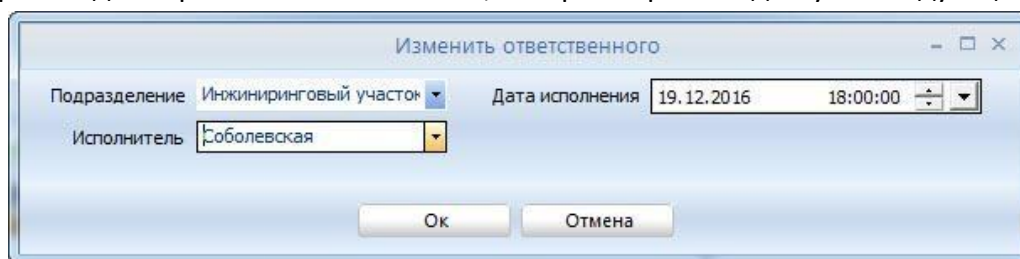 Изменить ответственного
Подразделение Инжиниринговый участок Дата исполнения 19.12.2016 18:00:00
Исполнитель Соболевская
Ок Отмена